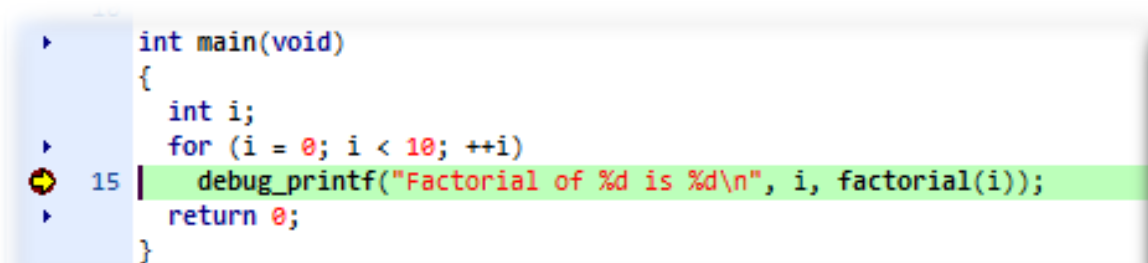 int main(void)
{
int i;
for (i = 0; i < 10; ++i)
15 debug_printf("Factorial of %d is %d\n", i, factorial(i));
return 0;
}